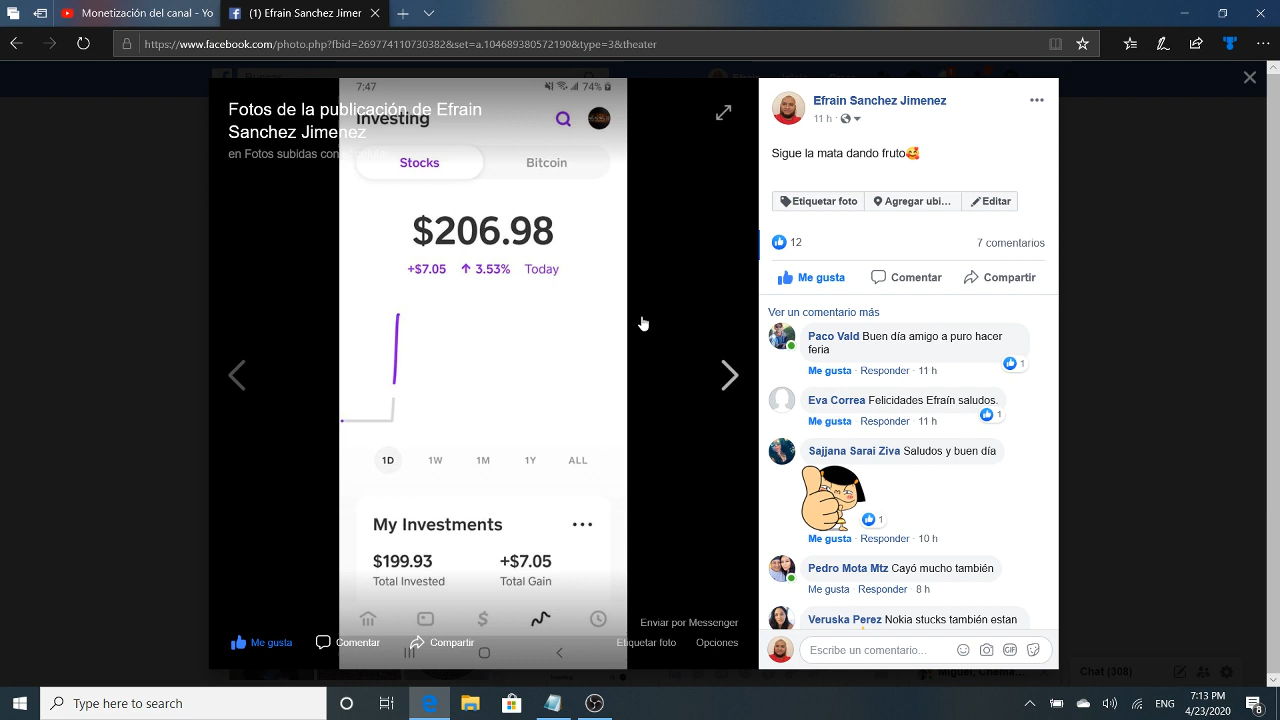 Monetización del canal - Yo
(3) Efrain Sanchez Jimenez
https://www.facebook.com/photo.php?fbid=269774110730382&set=a.104689380572190&type=3&theater
7:47
74%
Fotos de la publicación de Efrain
Sanchez Jimenez
en Fotos subidas con
Investing
Stocks
Bitcoin
$206.98
+$7.05 ↑ 3.53% Today
1D 1W 1M 1Y ALL
My Investments
$199.93 +$7.05
Total Invested Total Gain
Enviar por Messenger
Me gusta Comentar Compartir Etiquetar foto Opciones
Efrain Sanchez Jimenez
11 h ·
Sigue la mata dando fruto🥰
Etiquetar foto Agregar ubi... Editar
12 7 comentarios
Me gusta Comentar Compartir
Ver un comentario más
Paco Vald Buen día amigo a puro hacer
feria
1
Me gusta · Responder · 11 h
Eva Correa Felicidades Efraín saludos.
1
Me gusta · Responder · 11 h
Sajjana Sarai Ziva Saludos y buen día
1
Me gusta · Responder · 10 h
Pedro Mota Mtz Cayó mucho también
Me gusta · Responder · 8 h
Veruska Perez Nokia stucks también estan
Escribe un comentario...
GIF
Chat (308)
Type here to search
7:13 PM
4/23/2020
8